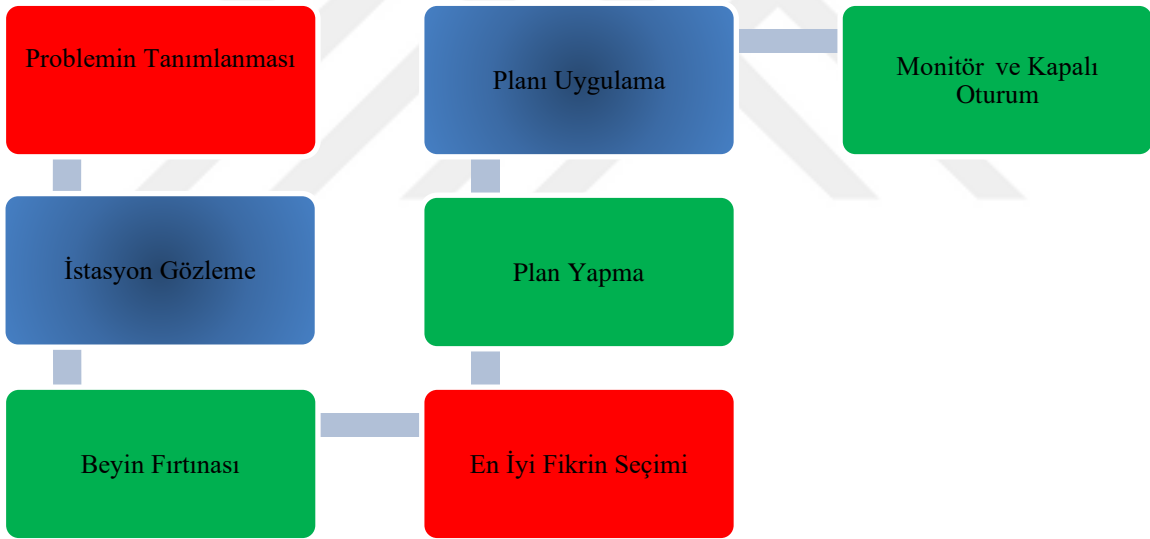 Problemin Tanımlanması
İstasyon Gözleme
Beyin Fırtınası
En İyi Fikrin Seçimi
Plan Yapma
Planı Uygulama
Monitör ve Kapalı
Oturum